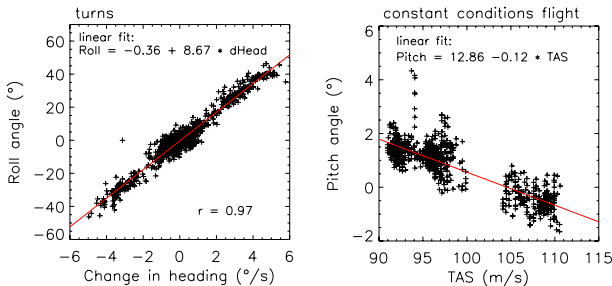 turns
linear fit:
Roll = −0.36 + 8.67 * dHead
r = 0.97
60
40
20
0
−20
−40
−60
−6 −4 −2 0 2 4 6
Roll angle (°)
Change in heading (°/s)
constant conditions flight
linear fit:
Pitch = 12.86 −0.12 * TAS
6
4
2
0
−2
90 95 100 105 110 115
Pitch angle (°)
TAS (m/s)